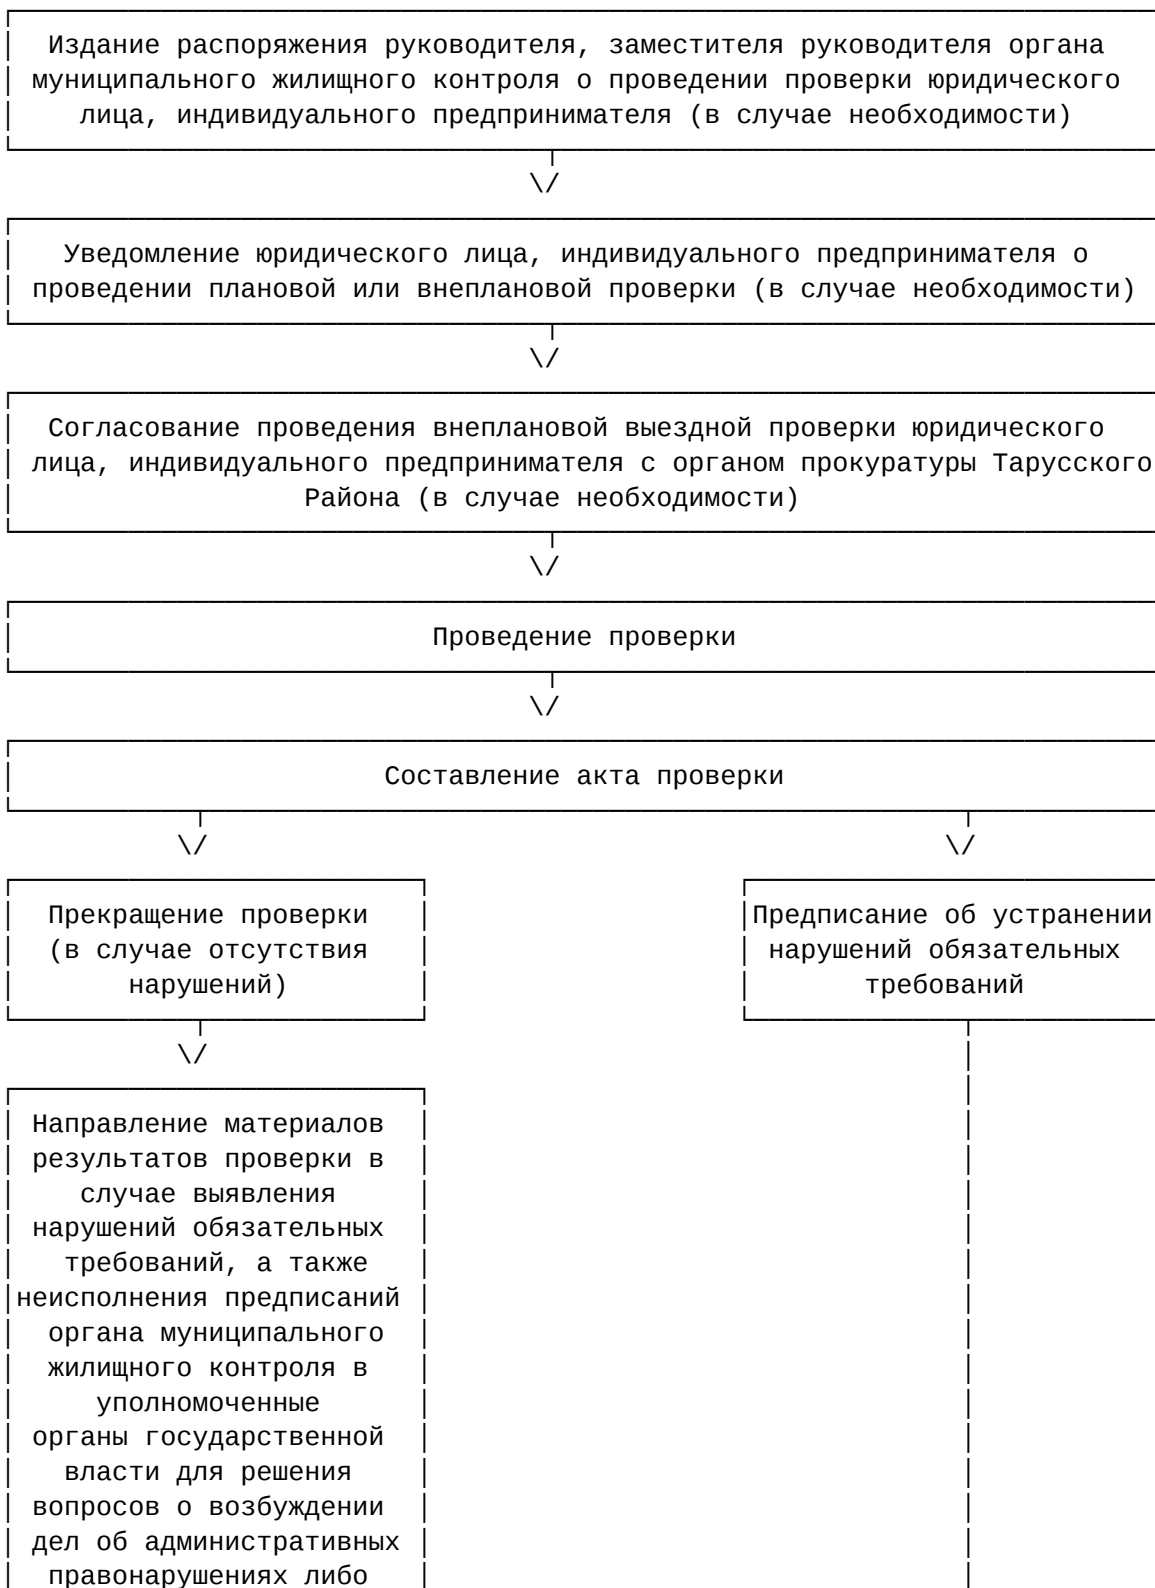 Издание распоряжения руководителя, заместителя руководителя органа
муниципального жилищного контроля о проведении проверки юридического
лица, индивидуального предпринимателя (в случае необходимости)
\/
Уведомление юридического лица, индивидуального предпринимателя о
проведении плановой или внеплановой проверки (в случае необходимости)
\/
Согласование проведения внеплановой выездной проверки юридического
лица, индивидуального предпринимателя с органом прокуратуры Тарусского
Района (в случае необходимости)
\/
Проведение проверки
\/
Составление акта проверки
\/ \/
Прекращение проверки
(в случае отсутствия
нарушений)
Предписание об устранении
нарушений обязательных
требований
\/
Направление материалов
результатов проверки в
случае выявления
нарушений обязательных
требований, а также
неисполнения предписаний
органа муниципального
жилищного контроля в
уполномоченные
органы государственной
власти для решения
вопросов о возбуждении
дел об административных
правонарушениях либо